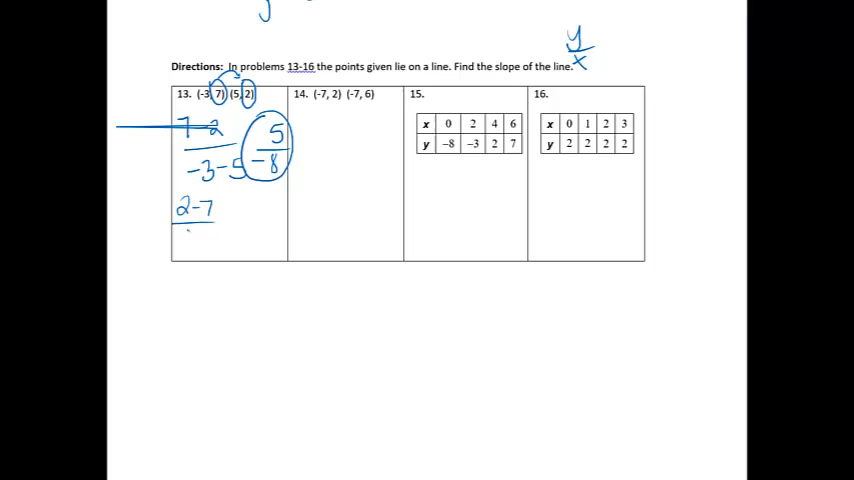 y
x
Directions: In problems 13-16 the points given lie on a line. Find the slope of the line.
13. (-3, 7) (5, 2)
7-2
-3-5
5
-8
2-7
14. (-7, 2) (-7, 6)
15.
x 0 2 4 6
y −8 −3 2 7
16.
x 0 1 2 3
y 2 2 2 2